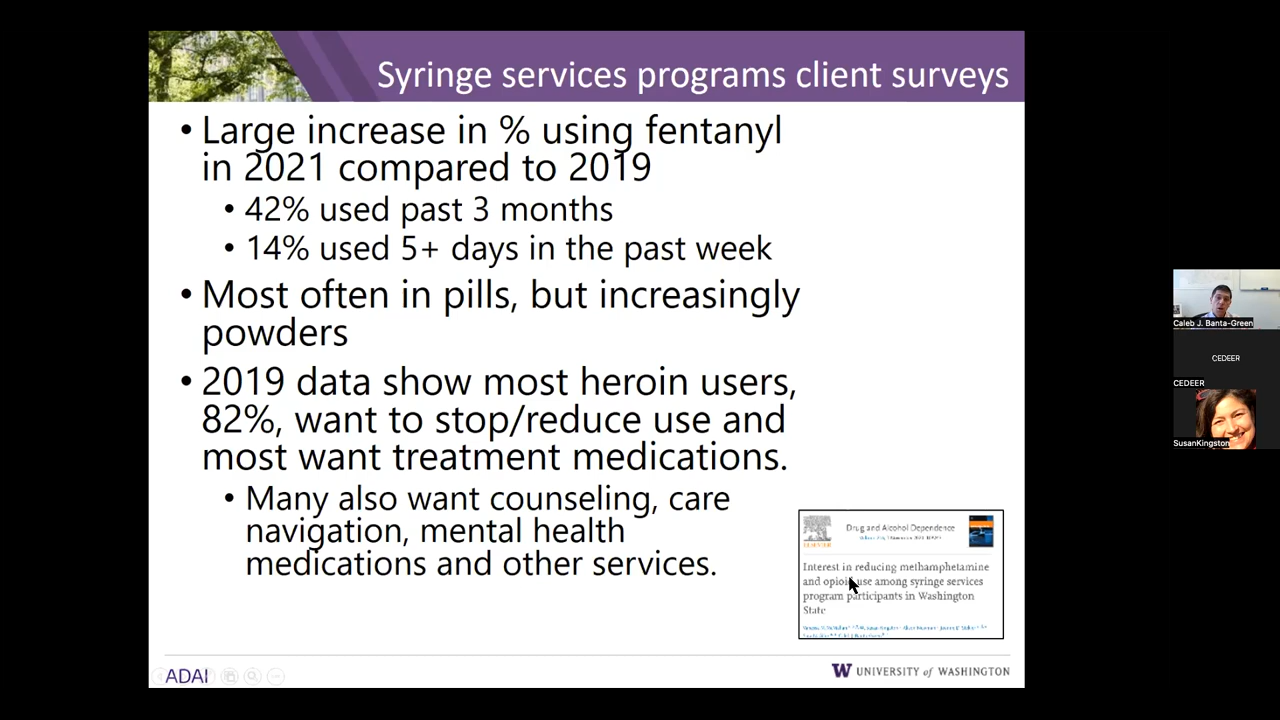 Syringe services programs client surveys
• Large increase in % using fentanyl
in 2021 compared to 2019
• 42% used past 3 months
• 14% used 5+ days in the past week
• Most often in pills, but increasingly
powders
• 2019 data show most heroin users,
82%, want to stop/reduce use and
most want treatment medications.
• Many also want counseling, care
navigation, mental health
medications and other services.
ELSEVIER
Drug and Alcohol Dependence
Interest in reducing methamphetamine
and opioid use among syringe services
program participants in Washington
State
ADAI
W UNIVERSITY of WASHINGTON
Caleb J. Banta-Green
CEDEER
CEDEER
SusanKingston